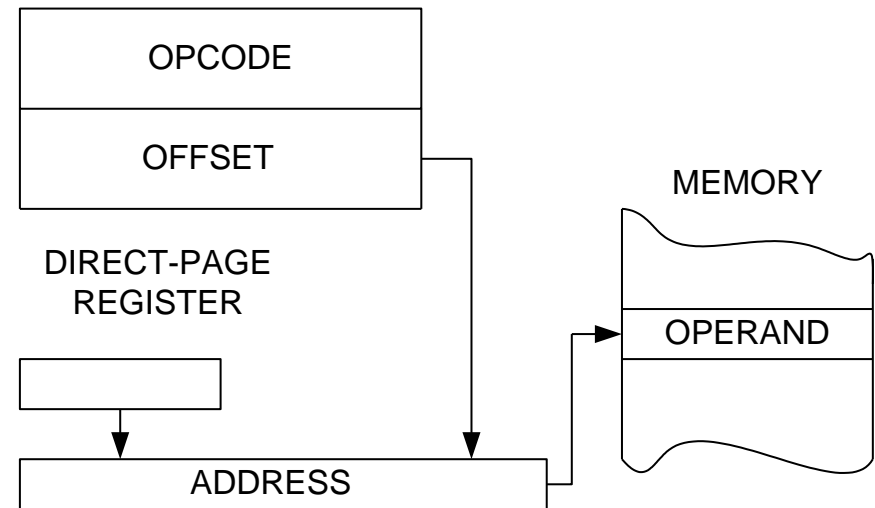 OPCODE
OFFSET
MEMORY
DIRECT-PAGE
REGISTER
OPERAND
ADDRESS